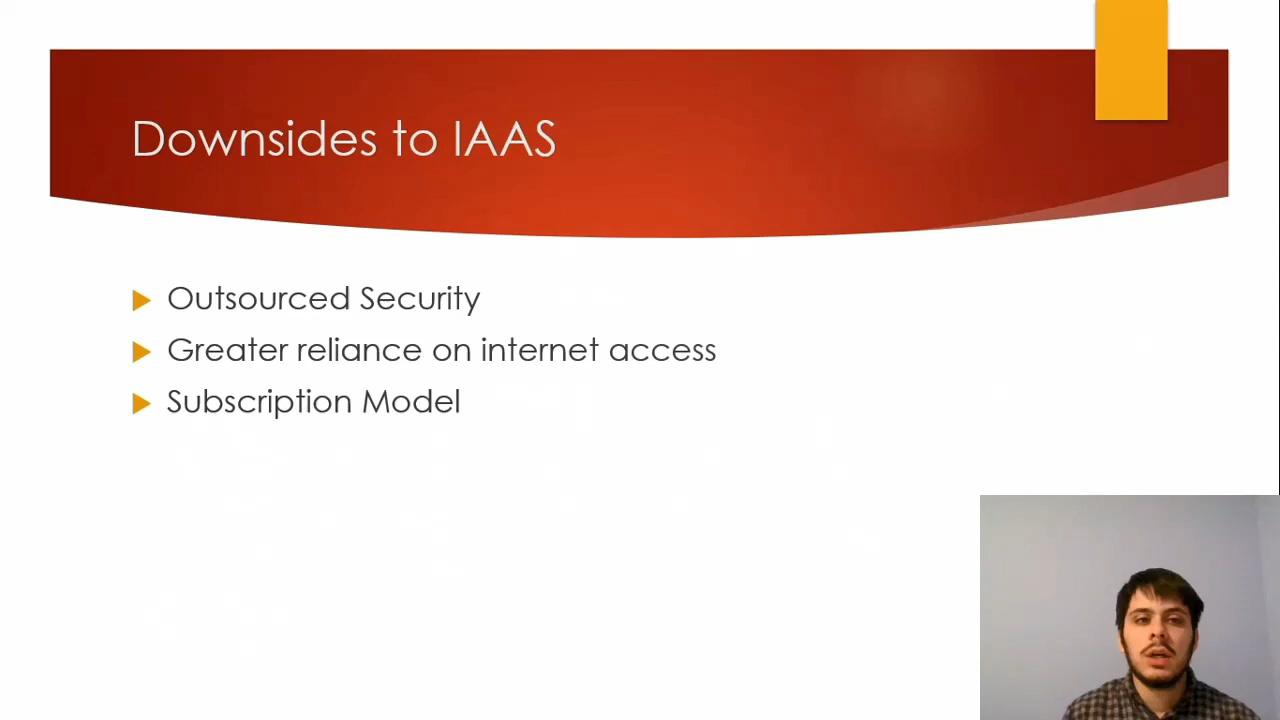 Downsides to IAAS
Outsourced Security
Greater reliance on internet access
Subscription Model